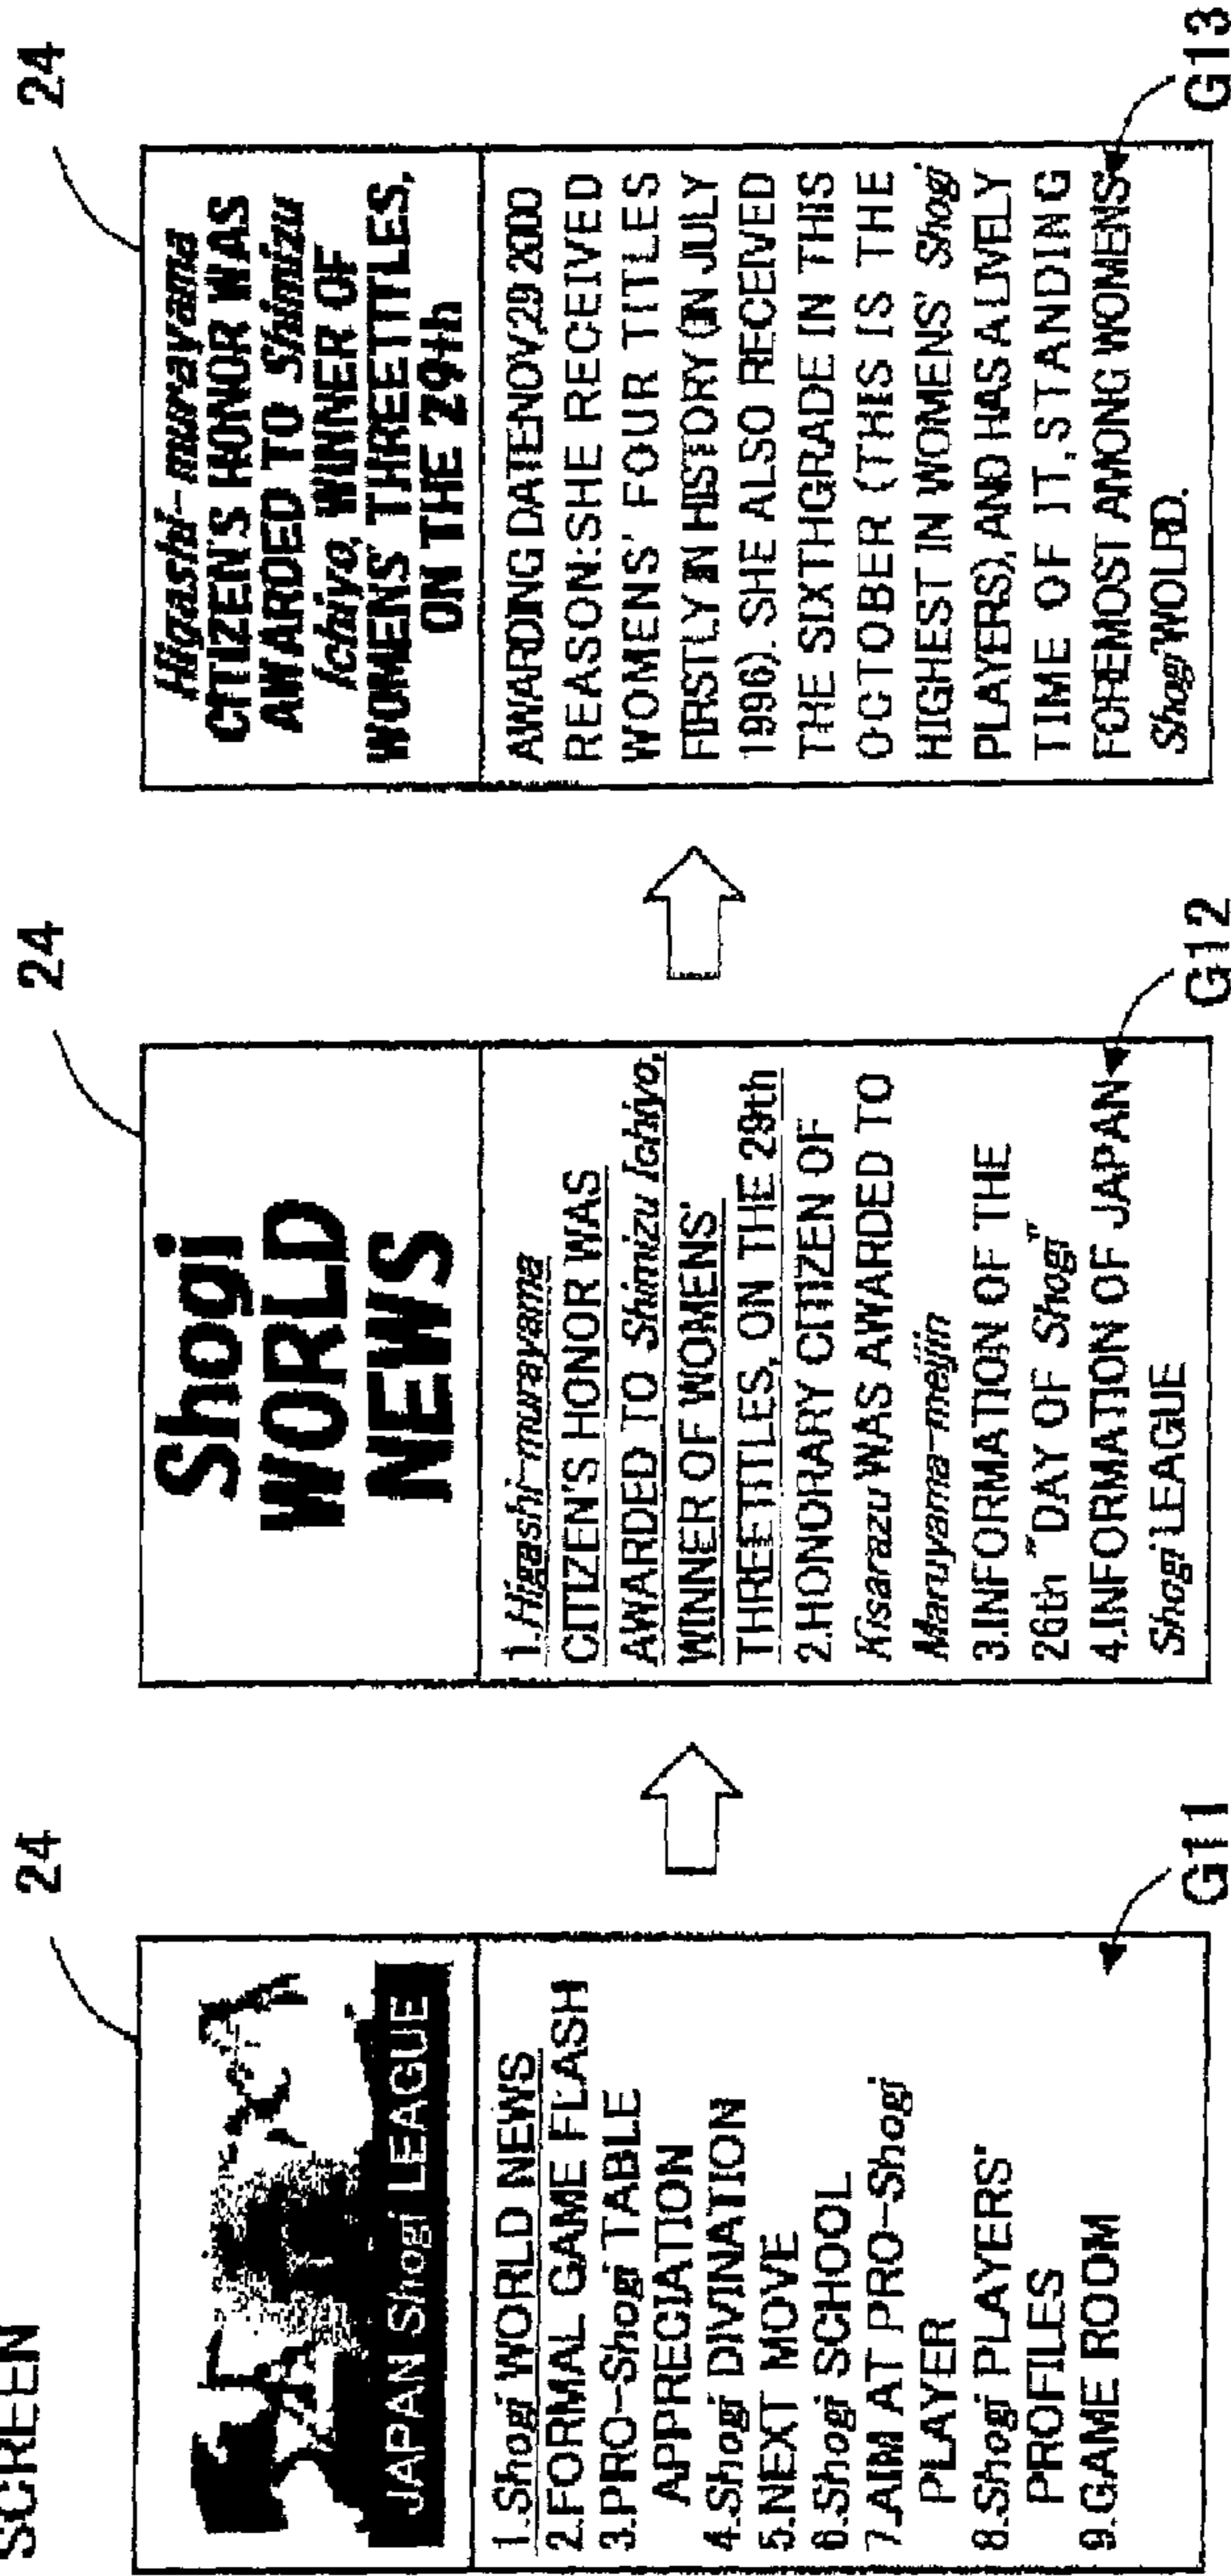 SCREEN
24
JAPAN Shogi LEAGUE
1.Shogi WORLD NEWS
2.FORMAL GAME FLASH
3.PRO-Shogi TABLE
APPRECIATION
4.Shogi DIVINATION
5.NEXT MOVE
6.Shogi SCHOOL
7.AIM AT PRO-Shogi
PLAYER
8.Shogi PLAYERS'
PROFILES
9.GAME ROOM
G11
24
Shogi
WORLD
NEWS
1.Higashi-murayama
CITIZEN'S HONOR WAS
AWARDED TO Shimizu Ichiyo,
WINNER OF WOMENS'
THREETITLES, ON THE 29th
2.HONORARY CITIZEN OF
Kisarazu WAS AWARDED TO
Maruyama-meijin
3.INFORMATION OF THE
26th "DAY OF Shogi"
4.INFORMATION OF JAPAN
Shogi LEAGUE
G12
24
Higashi-murayama
CITIZEN'S HONOR WAS
AWARDED TO Shimizu
Ichiyo, WINNER OF
WOMENS' THREETITLES,
ON THE 29th
AWARDING DATENOV,29 2000
REASON:SHE RECEIVED
WOMENS' FOUR TITLES
FIRSTLY IN HISTORY (IN JULY
1996). SHE ALSO RECEIVED
THE SIXTHGRADE IN THIS
OCTOBER (THIS IS THE
HIGHEST IN WOMENS' Shogi
PLAYERS), AND HAS A LIVELY
TIME OF IT, STANDING
FOREMOST AMONG WOMENS'
Shogi WOLRD.
G13